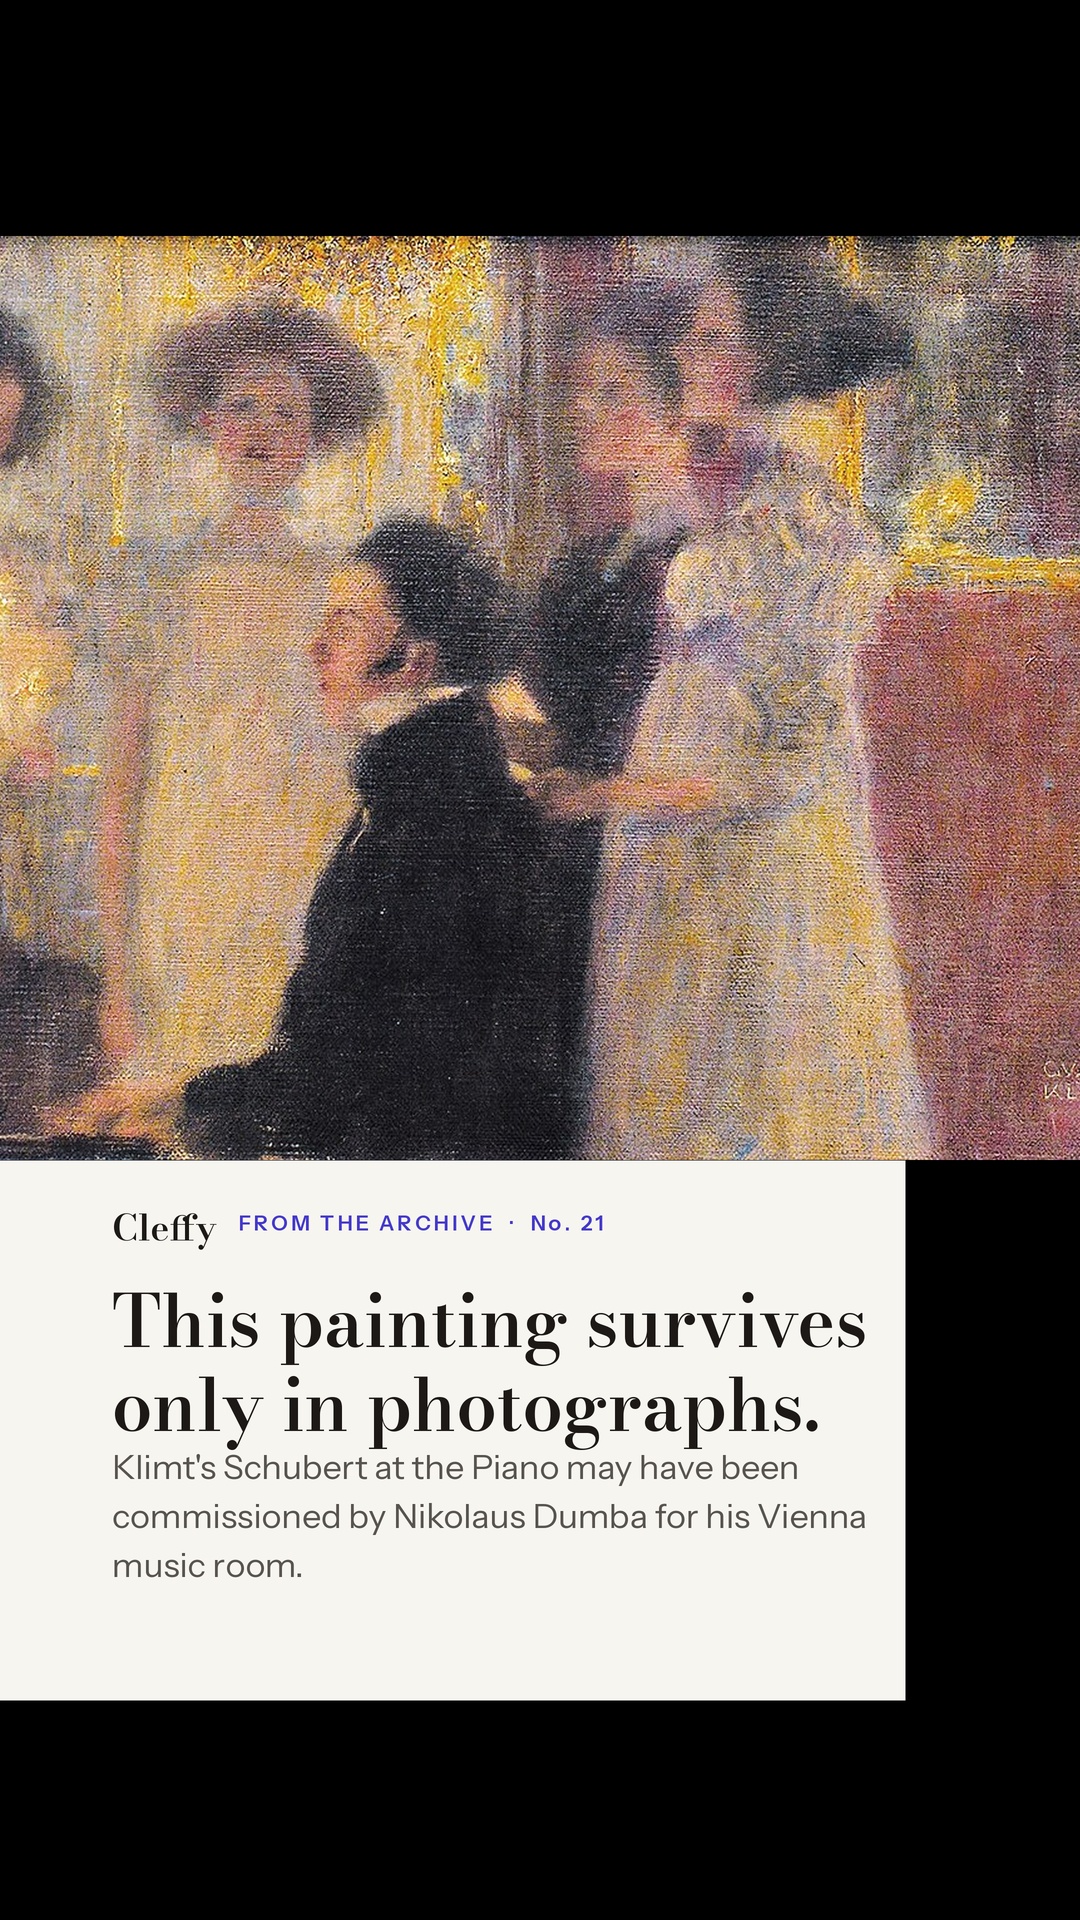 Cleffy FROM THE ARCHIVE · No. 21
This painting survives
only in photographs.
Klimt's Schubert at the Piano may have been
commissioned by Nikolaus Dumba for his Vienna
music room.